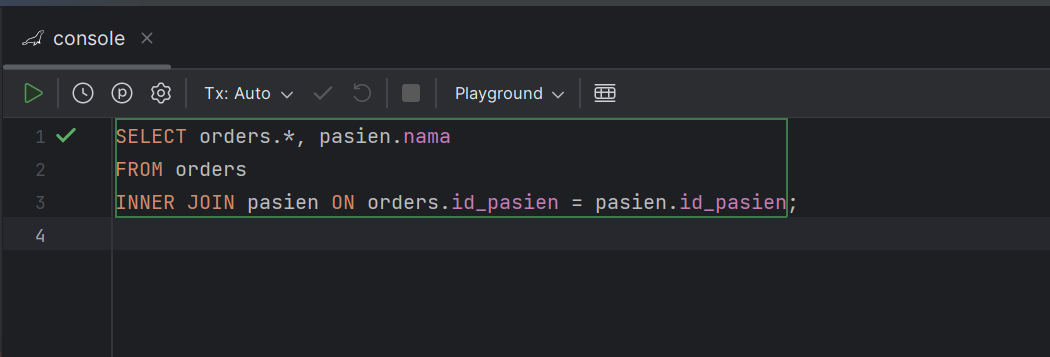 console
Tx: Auto
Playground
1 SELECT orders.*, pasien.nama
2 FROM orders
3 INNER JOIN pasien ON orders.id_pasien = pasien.id_pasien;
4